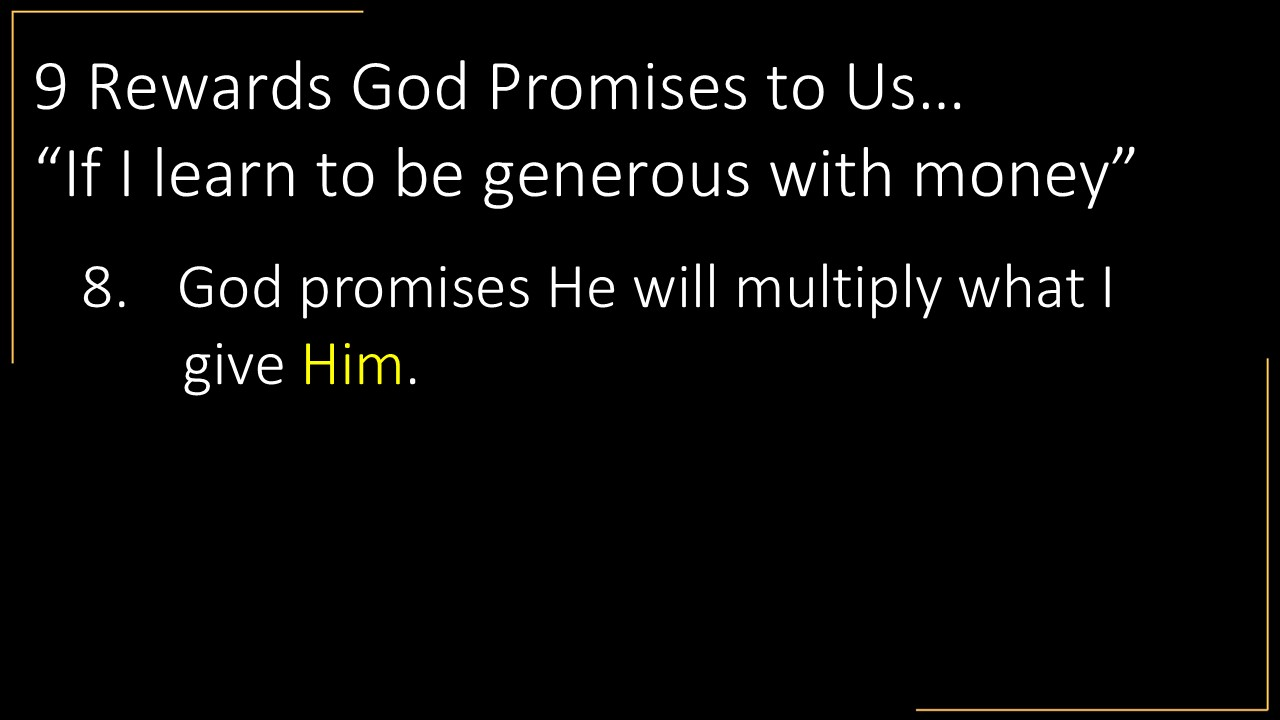 9 Rewards God Promises to Us...
“If I learn to be generous with money”
8. God promises He will multiply what I
give Him.